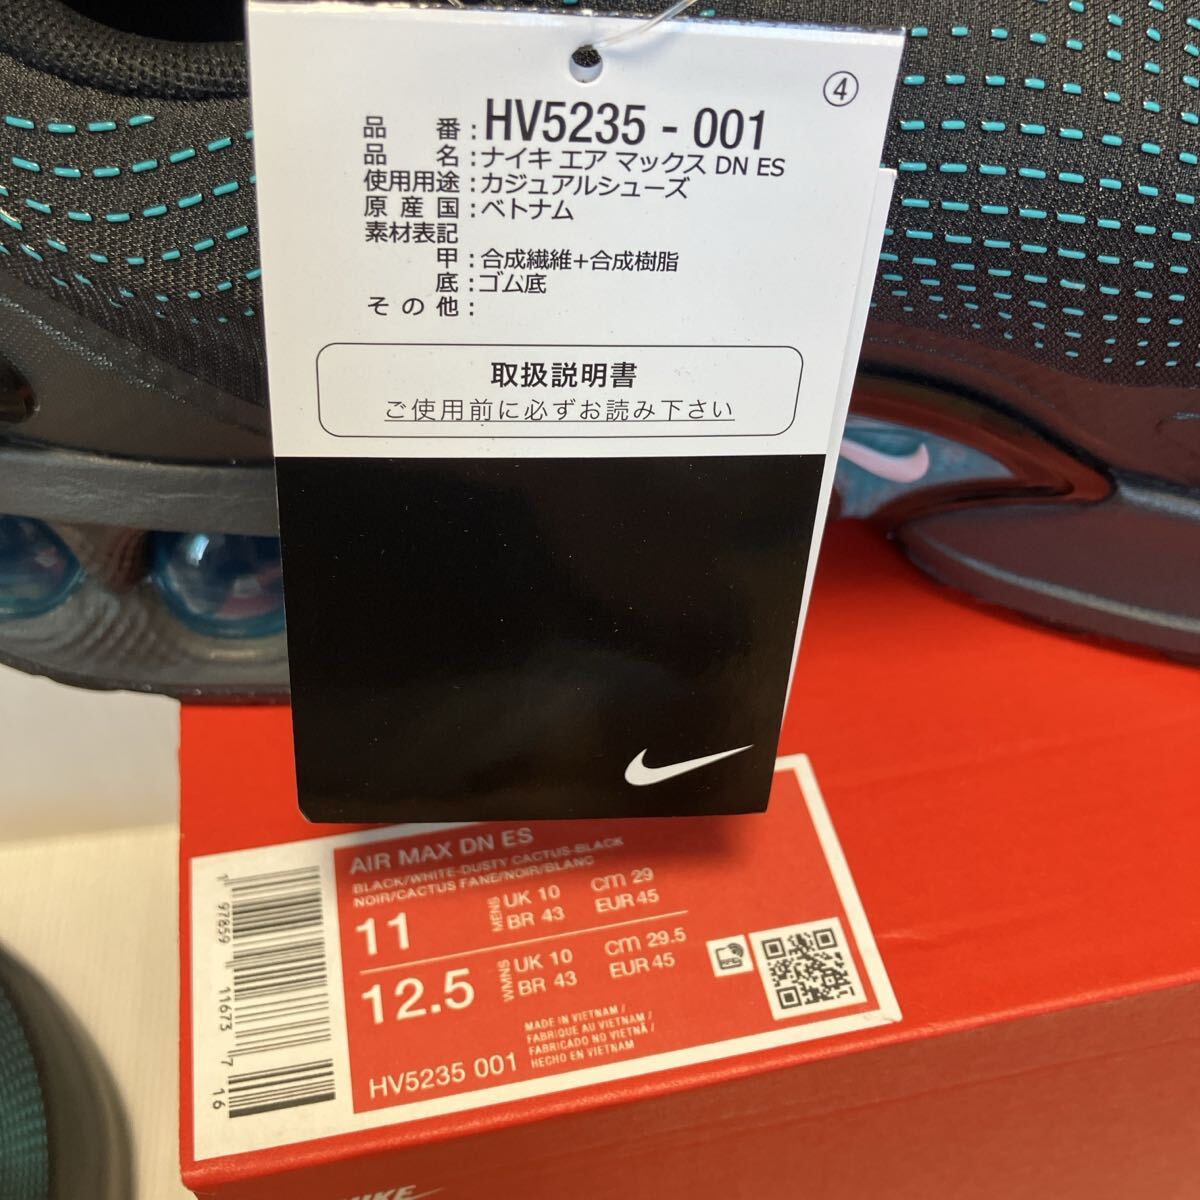 ④
品 番：HV5235 - 001
品 名：ナイキ エア マックス DN ES
使用用途：カジュアルシューズ
原 産 国：ベトナム
素材表記
甲：合成繊維+合成樹脂
底：ゴム底
そ の 他：
取扱説明書
ご使用前に必ずお読み下さい
AIR MAX DN ES
BLACK/WHITE-DUSTY CACTUS-BLACK
NOIR/CACTUS FANE/NOIR/BLANC
11 MENS UK 10 cm 29
BR 43 EUR 45
12.5 WMNS UK 10 cm 29.5
BR 43 EUR 45
MADE IN VIETNAM /
FABRIQUE AU VIETNAM /
FABRICADO NO VIETNÃ /
HECHO EN VIETNAM
HV5235 001
1 97859 11673 7 16
NIKE